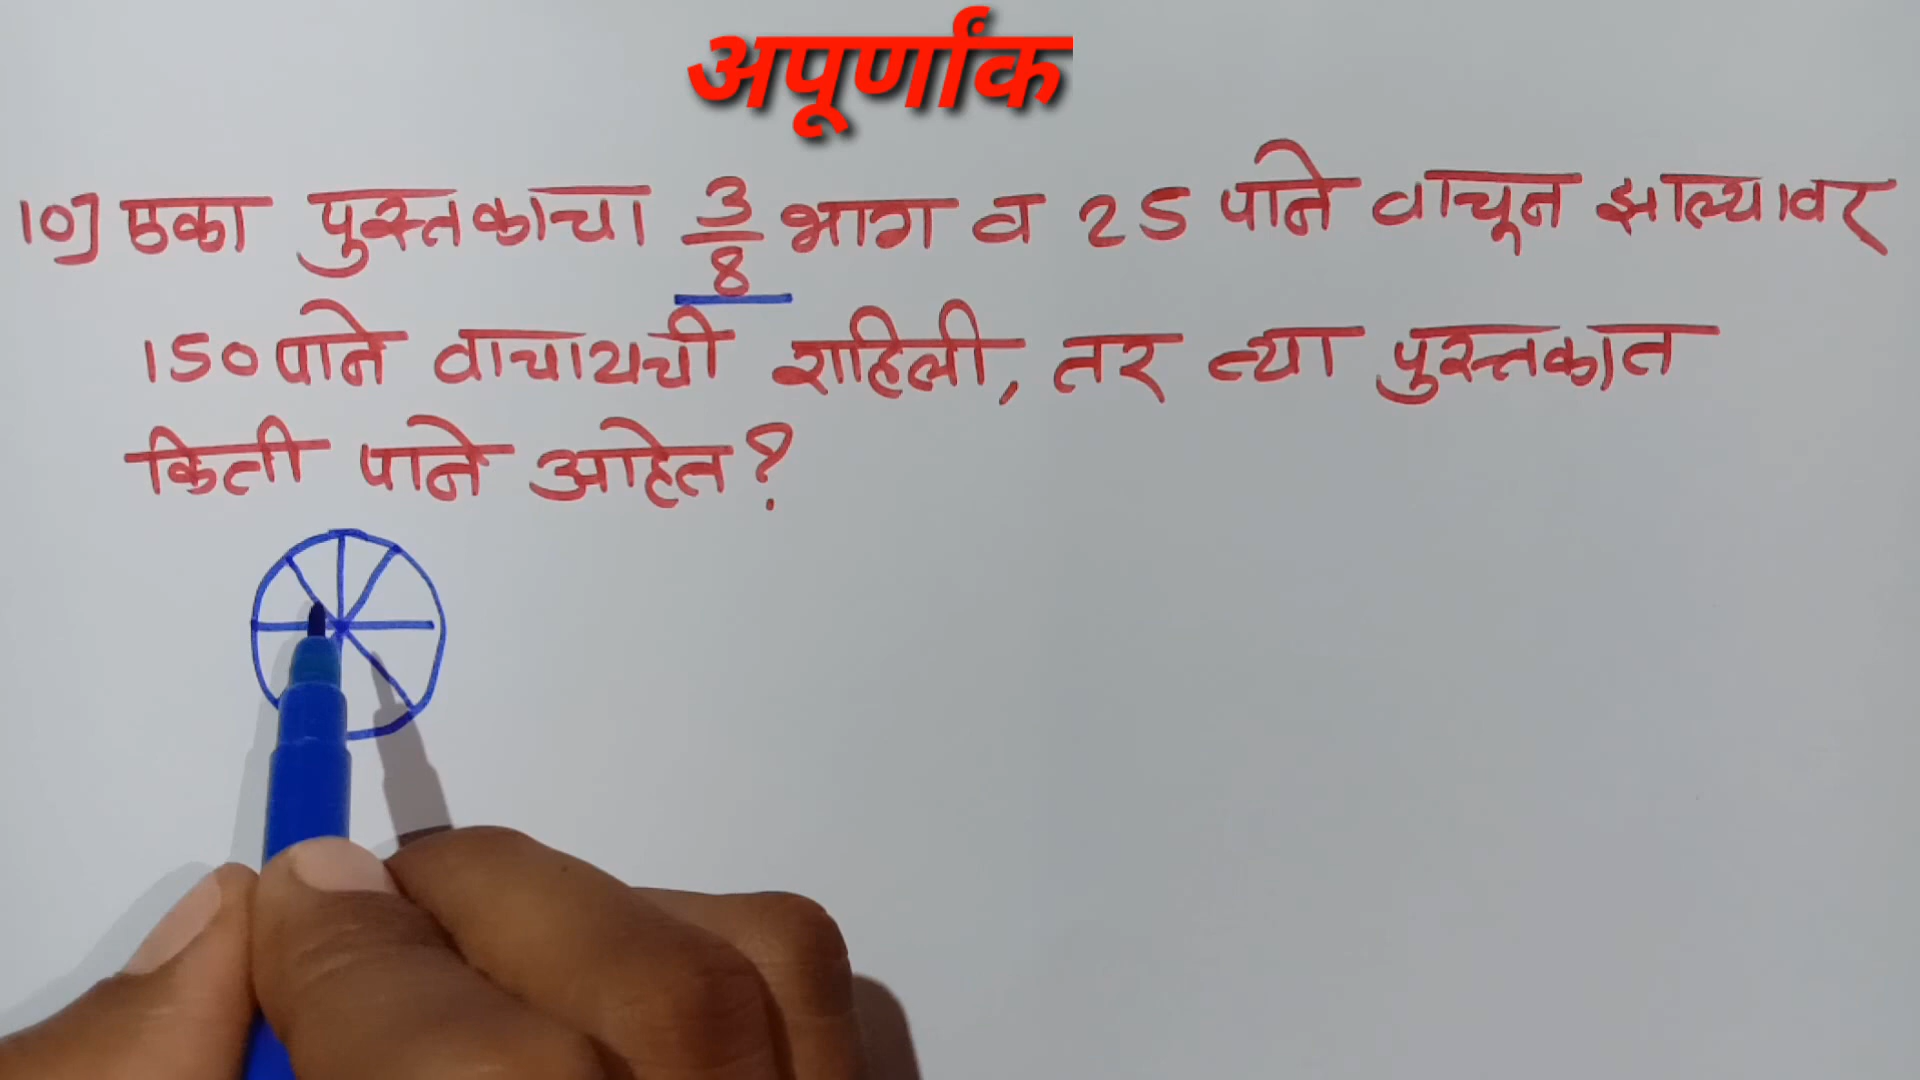 अपूर्णांक
10] एका पुस्तकाचा 3/8 भाग व 25 पाने वाचून झाल्यावर
150 पाने वाचायची राहिली, तर त्या पुस्तकात
किती पाने आहेत?